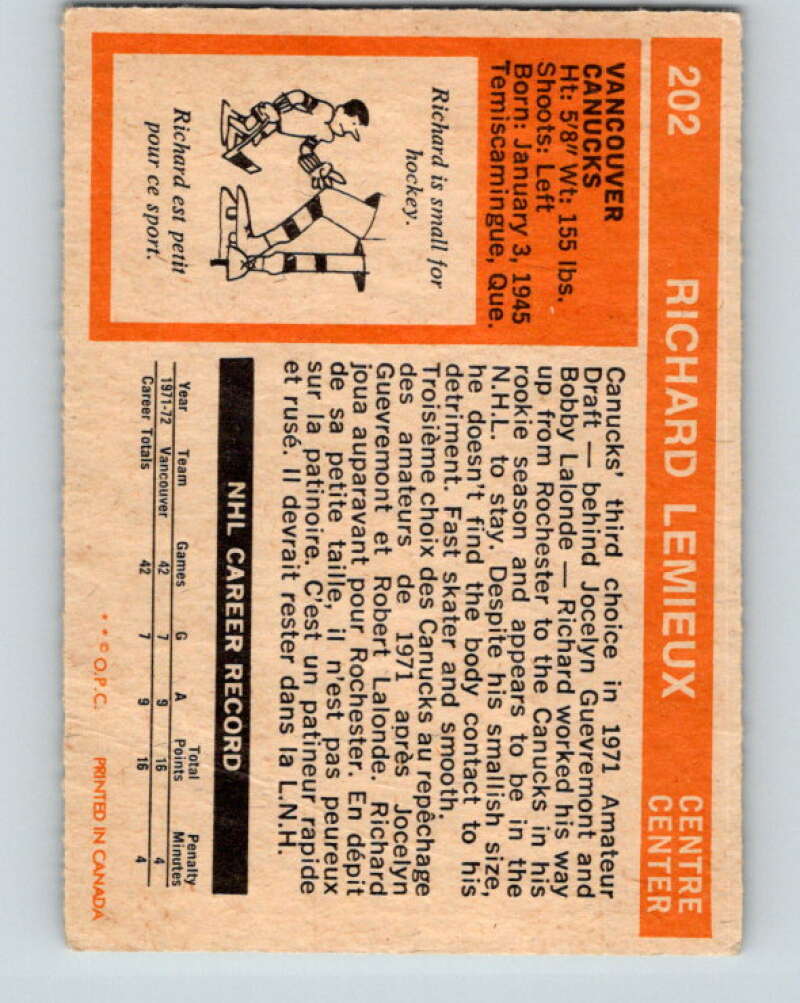 202 RICHARD LEMIEUX CENTRE
CENTER
VANCOUVER
CANUCKS
Ht: 5'8" Wt: 155 lbs.
Shoots: Left
Born: January 3, 1945
Temiscamingue, Que.
Richard is small for
hockey.
Richard est petit
pour ce sport.
Canucks' third choice in 1971 Amateur
Draft — behind Jocelyn Guevremont and
Bobby Lalonde — Richard worked his way
up from Rochester to the Canucks in his
rookie season and appears to be in the
N.H.L. to stay. Despite his smallish size,
he doesn't find the body contact to his
detriment. Fast skater and smooth.
Troisième choix des Canucks au repêchage
des amateurs de 1971 après Jocelyn
Guevremont et Robert Lalonde. Richard
joua auparavant pour Rochester. En dépit
de sa petite taille, il n'est pas peureux
sur la patinoire. C'est un patineur rapide
et rusé. Il devrait rester dans la L.N.H.
NHL CAREER RECORD
Year Team Games G A Total Points Penalty Minutes
1971-72 Vancouver 42 7 9 16 4
Career Totals 42 7 9 16 4
* * © O.P.C. PRINTED IN CANADA